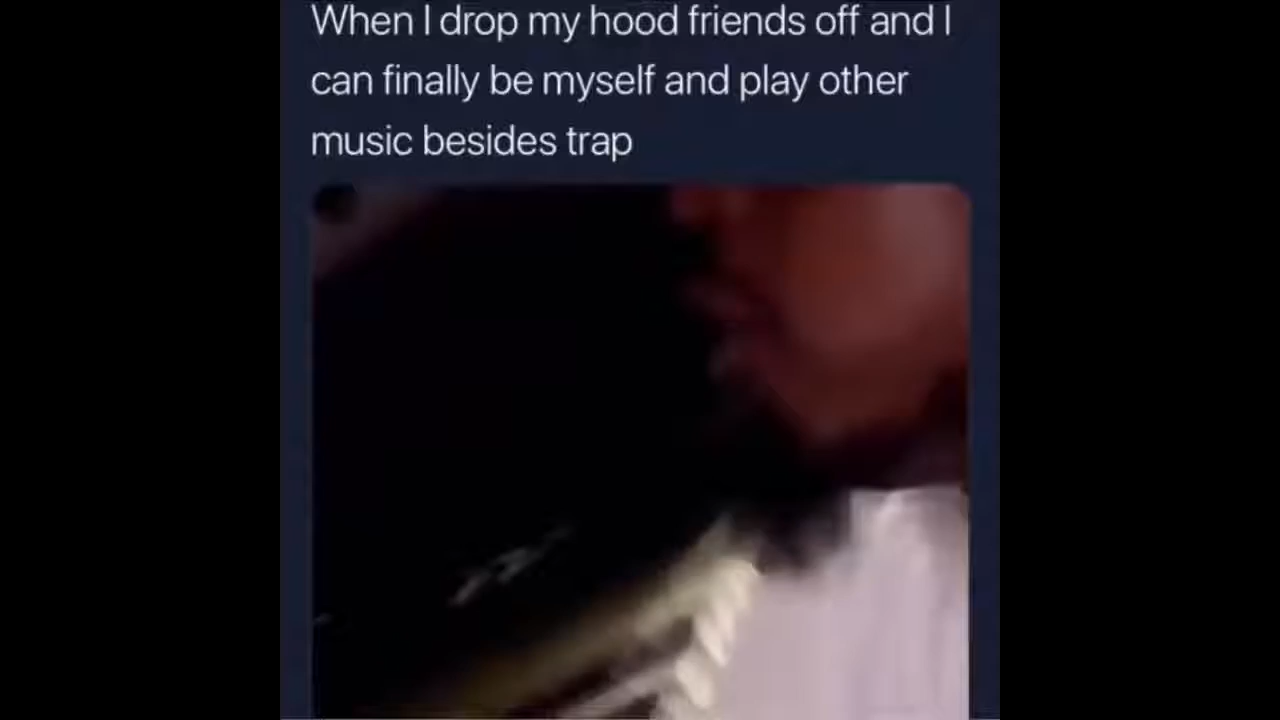 When I drop my hood friends off and I
can finally be myself and play other
music besides trap